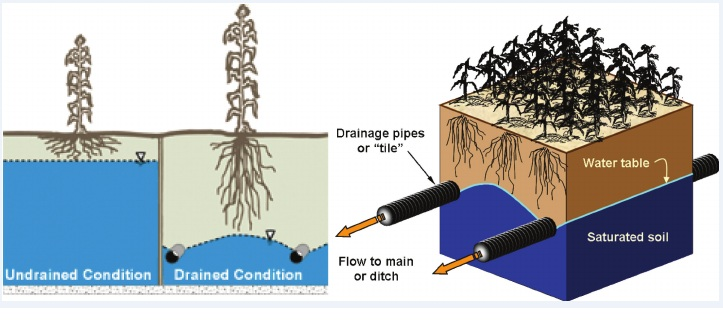 Undrained Condition
Drained Condition
Drainage pipes
or “tile”
Flow to main
or ditch
Water table
Saturated soil